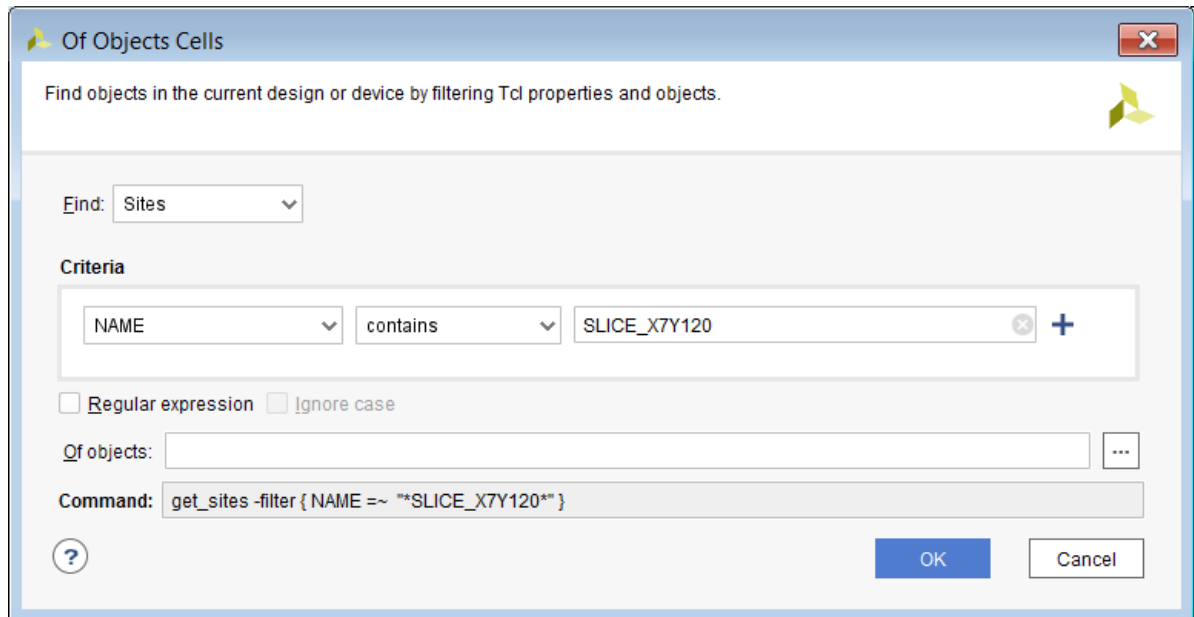 Of Objects Cells
Find objects in the current design or device by filtering Tcl properties and objects.
Find: Sites
Criteria
NAME contains SLICE_X7Y120
Regular expression Ignore case
Of objects: ...
Command: get_sites -filter { NAME =~ "*SLICE_X7Y120*" }
? OK Cancel